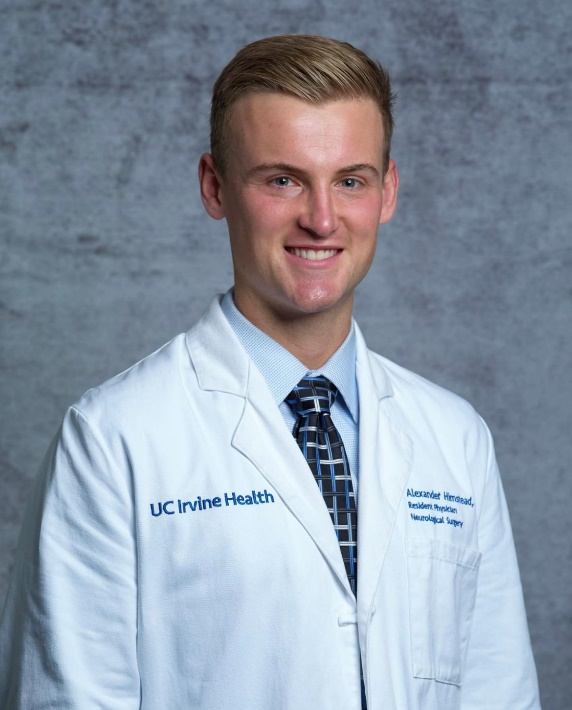 UC Irvine Health
Alexander Himstead,
Resident Physician
Neurological Surgery